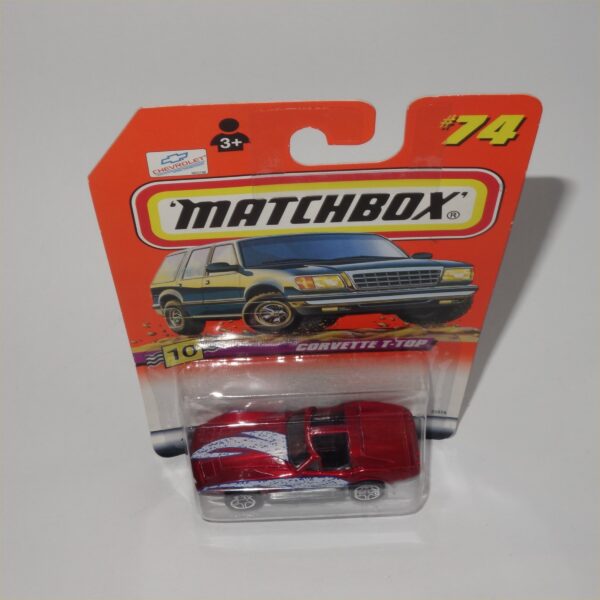 #74
3+
CHEVROLET
'MATCHBOX' ®
10
CORVETTE T-TOP